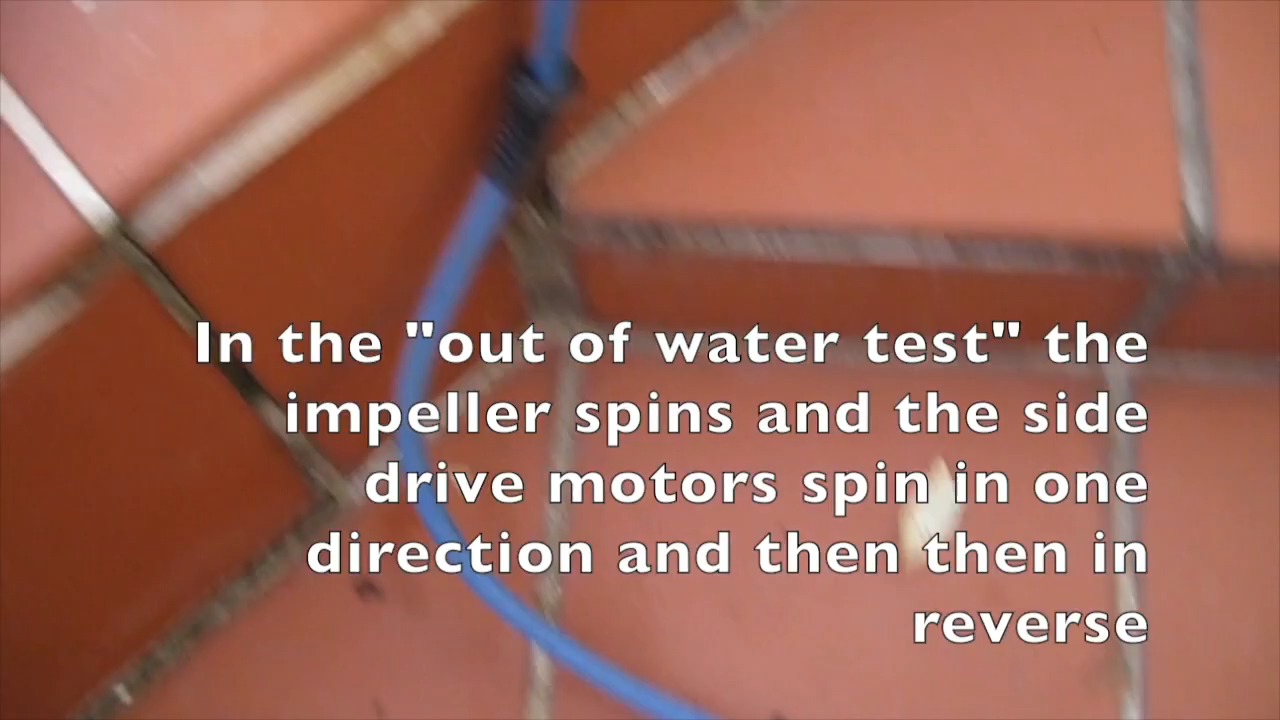 In the "out of water test" the
impeller spins and the side
drive motors spin in one
direction and then then in
reverse